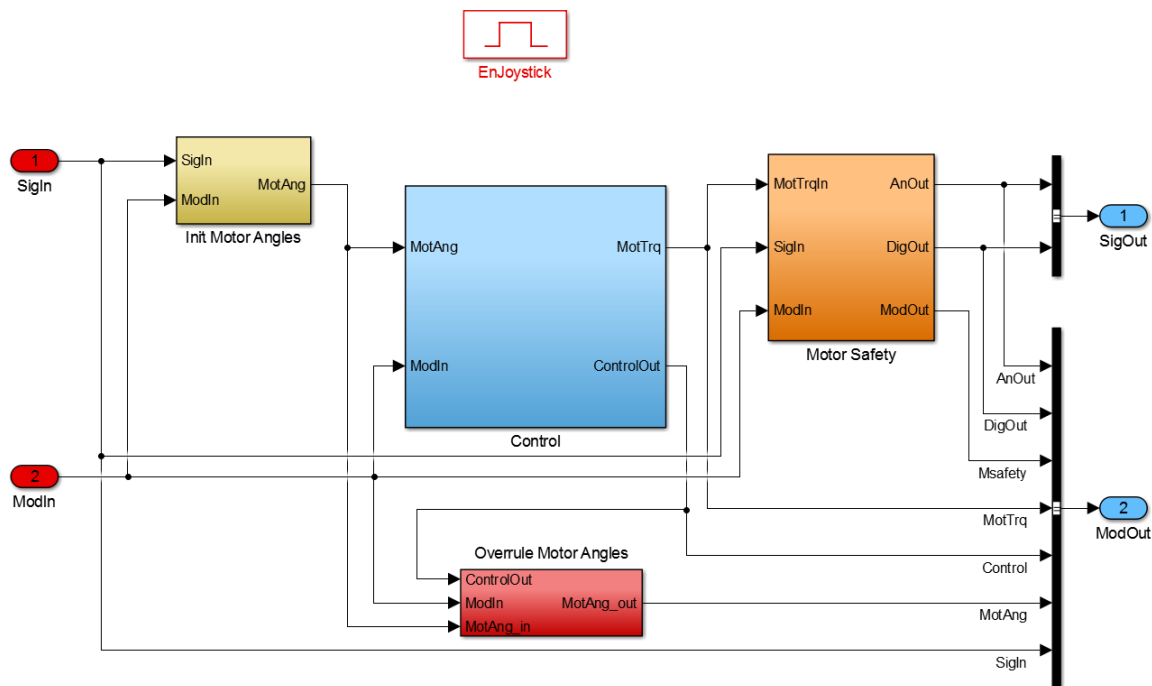 EnJoystick
1
SigIn
SigIn
ModIn
MotAng
Init Motor Angles
MotAng
ModIn
MotTrq
ControlOut
Control
MotTrqIn
SigIn
ModIn
AnOut
DigOut
ModOut
Motor Safety
1
SigOut
2
ModIn
Overrule Motor Angles
ControlOut
ModIn
MotAng_in
MotAng_out
AnOut
DigOut
Msafety
MotTrq
Control
MotAng
SigIn
2
ModOut